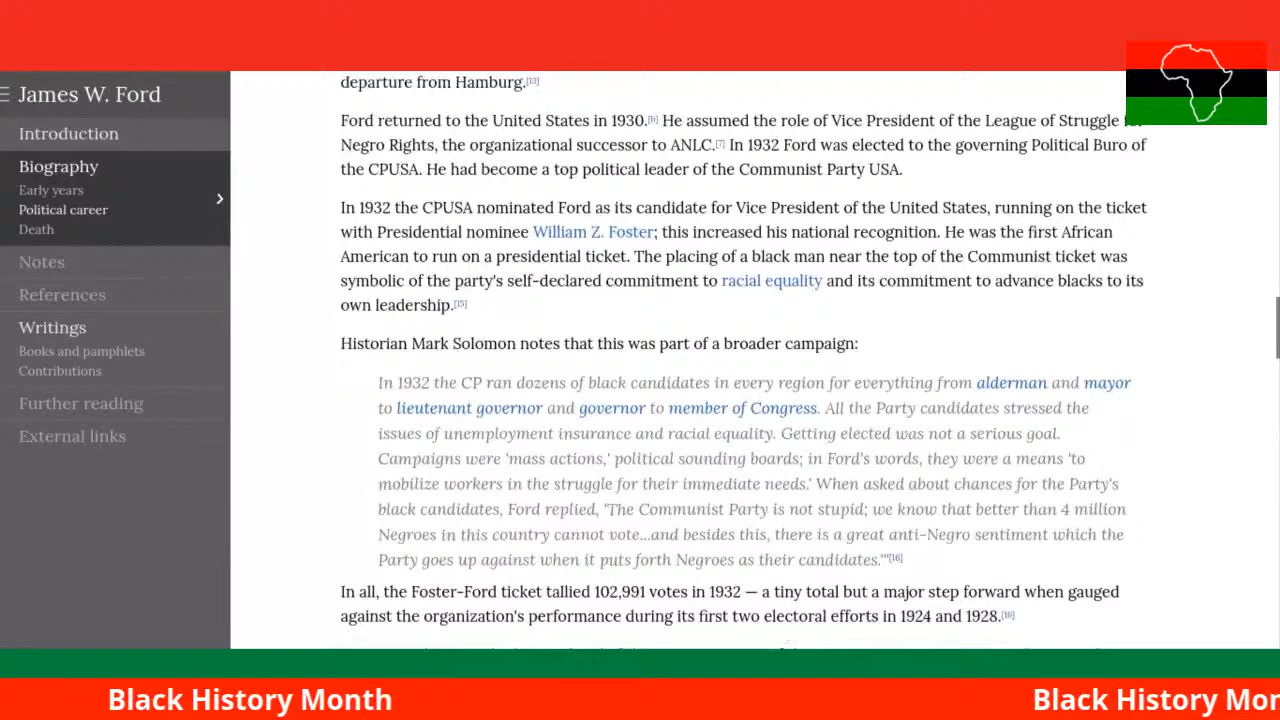 James W. Ford
Introduction
Biography
Early years
Political career
Death
Notes
References
Writings
Books and pamphlets
Contributions
Further reading
External links
departure from Hamburg.[13]
Ford returned to the United States in 1930.[b] He assumed the role of Vice President of the League of Struggle
Negro Rights, the organizational successor to ANLC.[7] In 1932 Ford was elected to the governing Political Buro of
the CPUSA. He had become a top political leader of the Communist Party USA.
In 1932 the CPUSA nominated Ford as its candidate for Vice President of the United States, running on the ticket
with Presidential nominee William Z. Foster; this increased his national recognition. He was the first African
American to run on a presidential ticket. The placing of a black man near the top of the Communist ticket was
symbolic of the party's self-declared commitment to racial equality and its commitment to advance blacks to its
own leadership.[15]
Historian Mark Solomon notes that this was part of a broader campaign:
In 1932 the CP ran dozens of black candidates in every region for everything from alderman and mayor
to lieutenant governor and governor to member of Congress. All the Party candidates stressed the
issues of unemployment insurance and racial equality. Getting elected was not a serious goal.
Campaigns were 'mass actions,' political sounding boards; in Ford's words, they were a means 'to
mobilize workers in the struggle for their immediate needs.' When asked about chances for the Party's
black candidates, Ford replied, 'The Communist Party is not stupid; we know that better than 4 million
Negroes in this country cannot vote...and besides this, there is a great anti-Negro sentiment which the
Party goes up against when it puts forth Negroes as their candidates.'"[16]
In all, the Foster-Ford ticket tallied 102,991 votes in 1932 — a tiny total but a major step forward when gauged
against the organization's performance during its first two electoral efforts in 1924 and 1928.[16]
Black History Month
Black History Mon